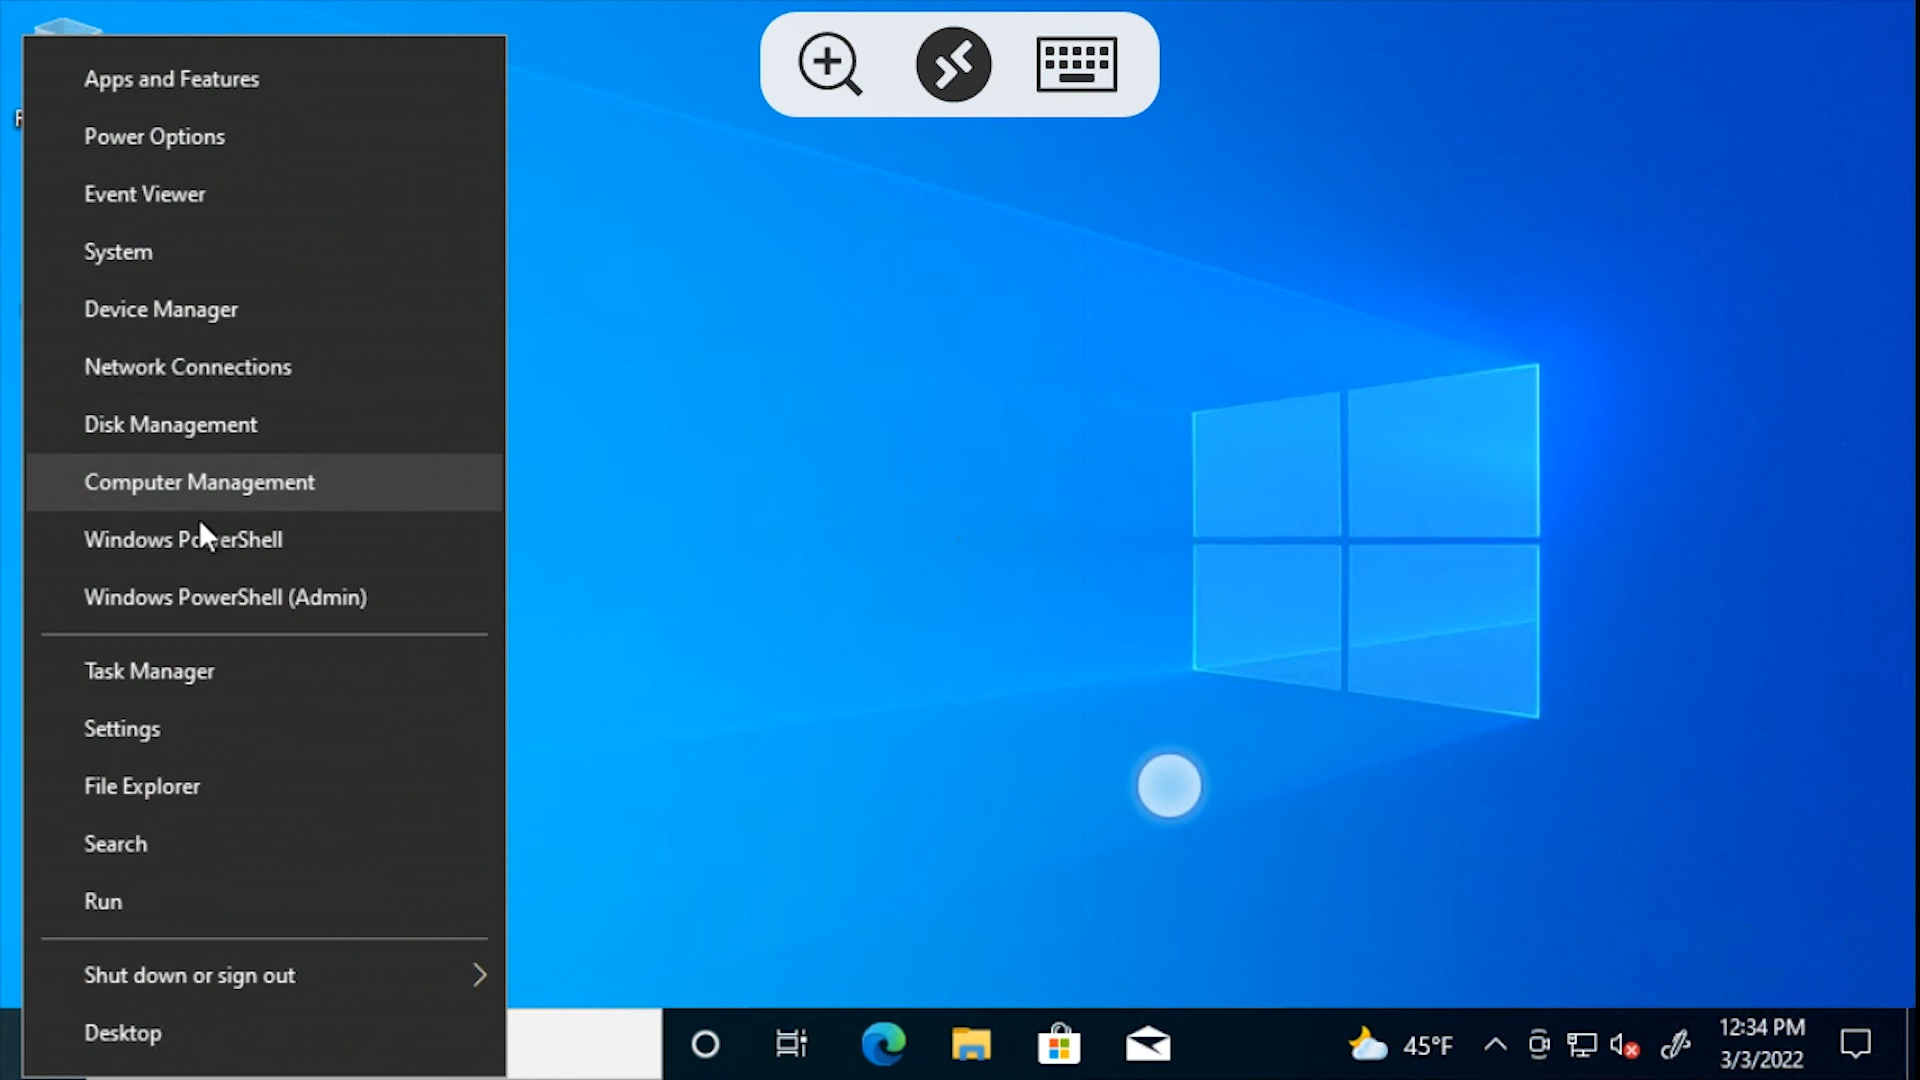 Apps and Features
Power Options
Event Viewer
System
Device Manager
Network Connections
Disk Management
Computer Management
Windows PowerShell
Windows PowerShell (Admin)
Task Manager
Settings
File Explorer
Search
Run
Shut down or sign out
Desktop
45°F
12:34 PM
3/3/2022